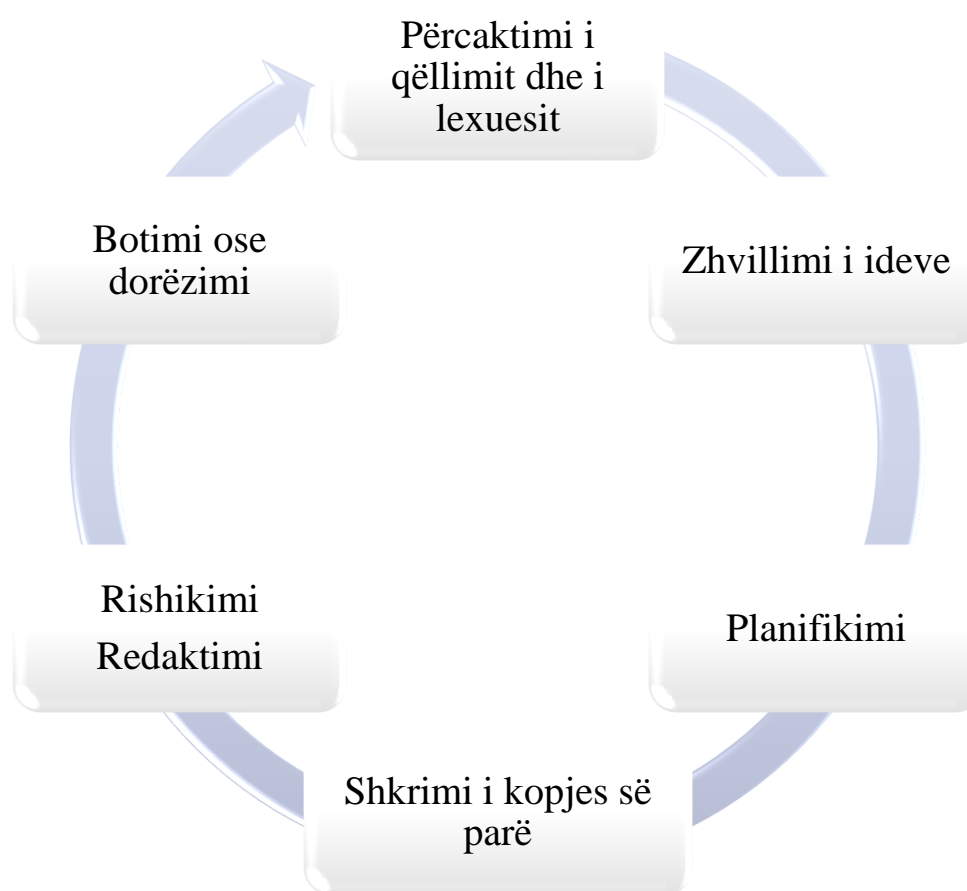 Përcaktimi i
qëllimit dhe i
lexuesit
Zhvillimi i ideve
Planifikimi
Shkrimi i kopjes së
parë
Rishikimi
Redaktimi
Botimi ose
dorëzimi